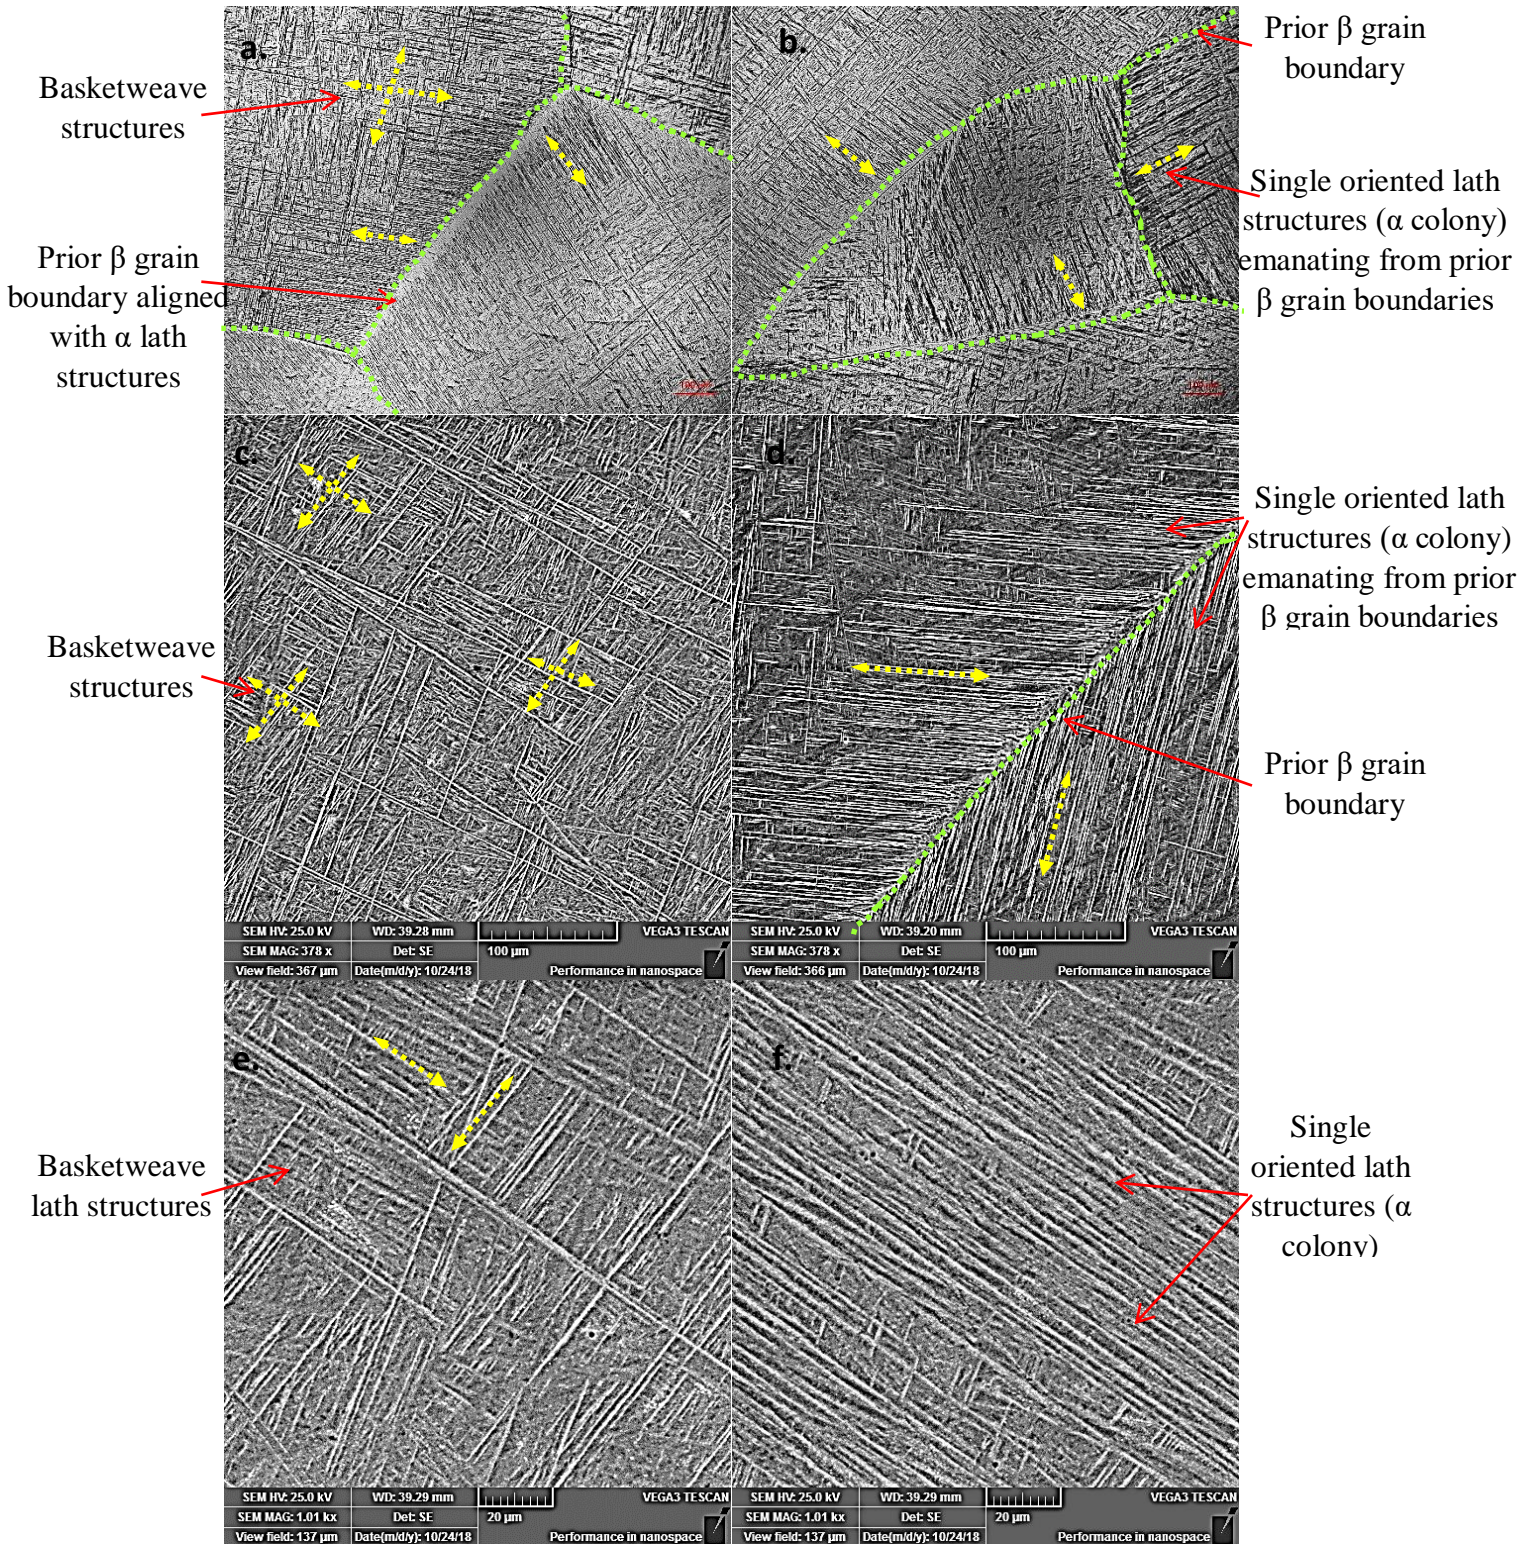 a.
b.
Basketweave
structures
Prior β grain
boundary aligned
with α lath
structures
Prior β grain
boundary
Single oriented lath
structures (α colony)
emanating from prior
β grain boundaries
100 µm
c.
d.
Basketweave
structures
Single oriented lath
structures (α colony)
emanating from prior
β grain boundaries
Prior β grain
boundary
SEM HV: 25.0 kV
WD: 39.28 mm
VEGA3 TESCAN
SEM MAG: 378 x
Det: SE
100 µm
View field: 367 µm
Date(m/d/y): 10/24/18
Performance in nanospace
SEM HV: 25.0 kV
WD: 39.20 mm
VEGA3 TESCAN
SEM MAG: 378 x
Det: SE
100 µm
View field: 366 µm
Date(m/d/y): 10/24/18
Performance in nanospace
e.
f.
Basketweave
lath structures
Single
oriented lath
structures (α
colony)
SEM HV: 25.0 kV
WD: 39.29 mm
VEGA3 TESCAN
SEM MAG: 1.01 kx
Det: SE
20 µm
View field: 137 µm
Date(m/d/y): 10/24/18
Performance in nanospace
SEM HV: 25.0 kV
WD: 39.29 mm
VEGA3 TESCAN
SEM MAG: 1.01 kx
Det: SE
20 µm
View field: 137 µm
Date(m/d/y): 10/24/18
Performance in nanospace